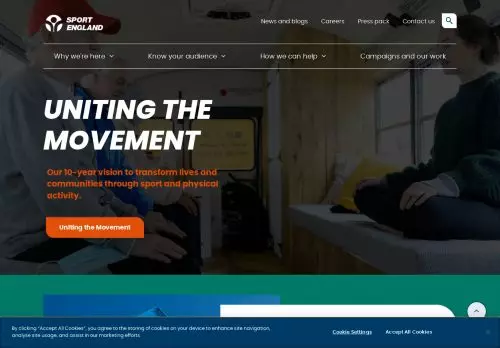 SPORT
ENGLAND
News and blogs Careers Press pack Contact us
Why we're here Know your audience How we can help Campaigns and our work
UNITING THE
MOVEMENT
Our 10-year vision to transform lives and
communities through sport and physical
activity.
Uniting the Movement
By clicking "Accept All Cookies", you agree to the storing of cookies on your device to enhance site navigation,
analyse site usage, and assist in our marketing efforts.
Cookie Settings Accept All Cookies